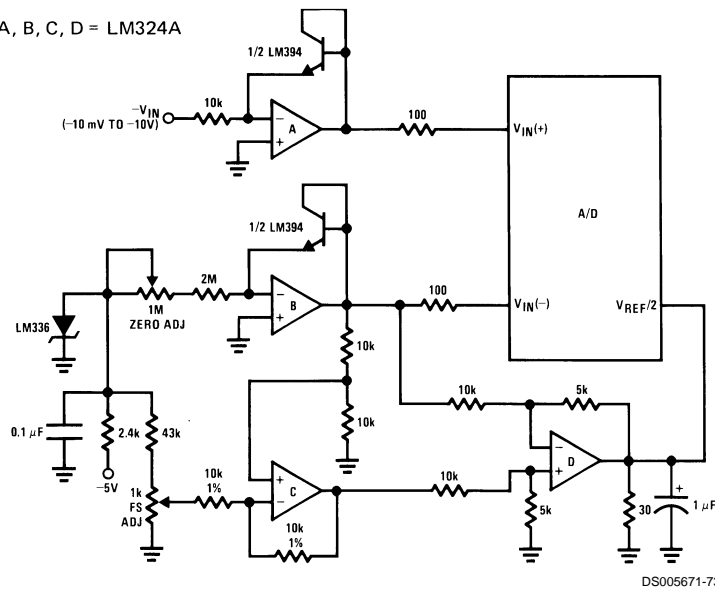 A, B, C, D = LM324A
1/2 LM394
−VIN
(−10 mV TO −10V)
10k
−
+
A
100
VIN(+)
A/D
1/2 LM394
1M
ZERO ADJ
2M
−
+
B
100
VIN(−)
VREF/2
LM336
10k
10k
10k
5k
0.1 μF
2.4k
43k
−5V
1k
FS
ADJ
10k
1%
+
−
C
10k
1%
10k
−
+
D
5k
30
+
1 μF
DS005671-73